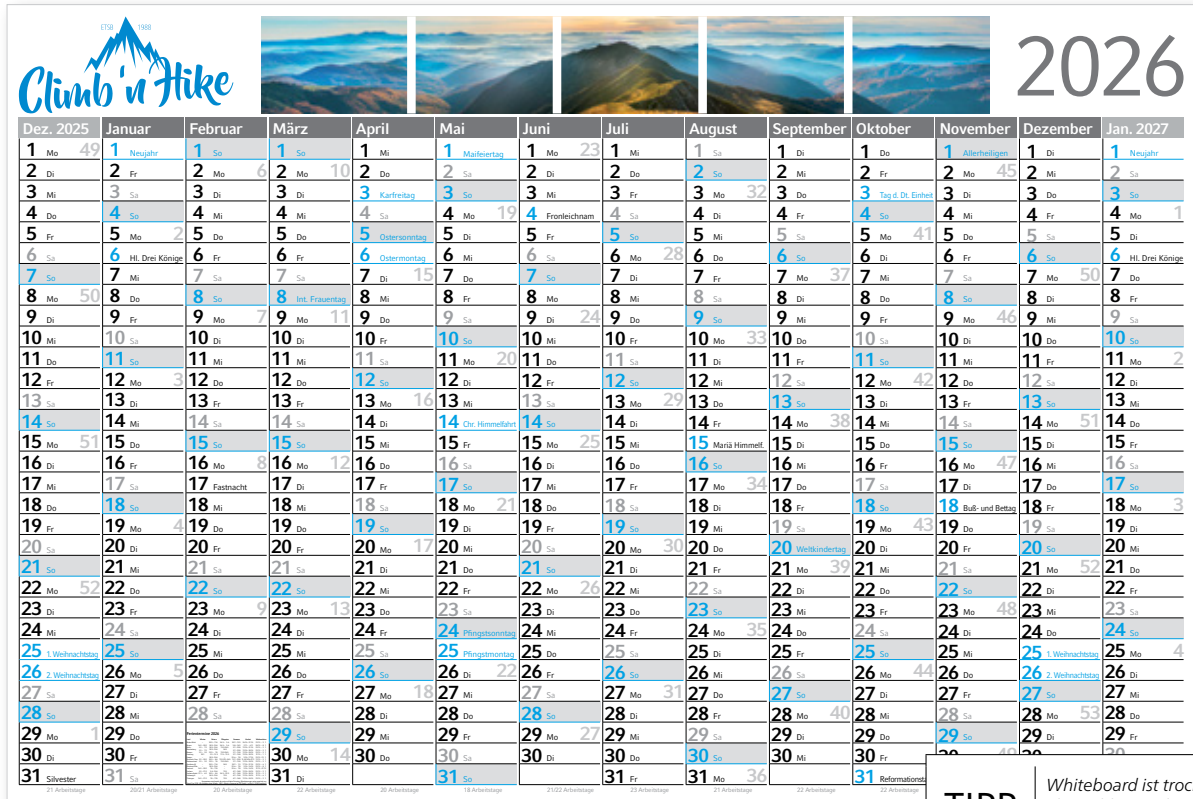 ETSB 1988
Climb 'n Hike
2026
Dez. 2025 Januar Februar März April Mai Juni Juli August September Oktober November Dezember Jan. 2027
1 Mo 49 1 Neujahr 1 So 1 So 1 Mi 1 Maifeiertag 1 Mo 23 1 Mi 1 Sa 1 Di 1 Do 1 Allerheiligen 1 Di 1 Neujahr
2 Di 2 Fr 2 Mo 6 2 Mo 10 2 Do 2 Sa 2 Di 2 Do 2 So 2 Mi 2 Fr 2 Mo 45 2 Mi 2 Sa
3 Mi 3 Sa 3 Di 3 Di 3 Karfreitag 3 So 3 Mi 3 Fr 3 Mo 32 3 Do 3 Tag d. Dt. Einheit 3 Di 3 Do 3 So
4 Do 4 So 4 Mi 4 Mi 4 Sa 4 Mo 19 4 Fronleichnam 4 Sa 4 Di 4 Fr 4 So 4 Mi 4 Fr 4 Mo 1
5 Fr 5 Mo 2 5 Do 5 Do 5 Ostersonntag 5 Di 5 Fr 5 So 5 Mi 5 Sa 5 Mo 41 5 Do 5 Sa 5 Di
6 Sa 6 Hl. Drei Könige 6 Fr 6 Fr 6 Ostermontag 6 Mi 6 Sa 6 Mo 28 6 Do 6 So 6 Di 6 Fr 6 So 6 Hl. Drei Könige
7 So 7 Mi 7 Sa 7 Sa 7 Di 15 7 Do 7 So 7 Di 7 Fr 7 Mo 37 7 Mi 7 Sa 7 Mo 50 7 Do
8 Mo 50 8 Do 8 So 8 Int. Frauentag 8 Mi 8 Fr 8 Mo 8 Mi 8 Sa 8 Di 8 Do 8 So 8 Di 8 Fr
9 Di 9 Fr 9 Mo 7 9 Mo 11 9 Do 9 Sa 9 Di 24 9 Do 9 So 9 Mi 9 Fr 9 Mo 46 9 Mi 9 Sa
10 Mi 10 Sa 10 Di 10 Di 10 Fr 10 So 10 Mi 10 Fr 10 Mo 33 10 Do 10 Sa 10 Di 10 Do 10 So
11 Do 11 So 11 Mi 11 Mi 11 Sa 11 Mo 20 11 Do 11 Sa 11 Di 11 Fr 11 So 11 Mi 11 Fr 11 Mo 2
12 Fr 12 Mo 3 12 Do 12 Do 12 So 12 Di 12 Fr 12 So 12 Mi 12 Sa 12 Mo 42 12 Do 12 Sa 12 Di
13 Sa 13 Di 13 Fr 13 Fr 13 Mo 16 13 Mi 13 Sa 13 Mo 29 13 Do 13 So 13 Di 13 Fr 13 So 13 Mi
14 So 14 Mi 14 Sa 14 Sa 14 Di 14 Chr. Himmelfahrt 14 So 14 Di 14 Fr 14 Mo 38 14 Mi 14 Sa 14 Mo 51 14 Do
15 Mo 51 15 Do 15 So 15 So 15 Mi 15 Fr 15 Mo 25 15 Mi 15 Mariä Himmelf. 15 Di 15 Do 15 So 15 Di 15 Fr
16 Di 16 Fr 16 Mo 8 16 Mo 12 16 Do 16 Sa 16 Di 16 Do 16 So 16 Mi 16 Fr 16 Mo 47 16 Mi 16 Sa
17 Mi 17 Sa 17 Fastnacht 17 Di 17 Fr 17 So 17 Mi 17 Fr 17 Mo 34 17 Do 17 Sa 17 Di 17 Do 17 So
18 Do 18 So 18 Mi 18 Mi 18 Sa 18 Mo 21 18 Do 18 Sa 18 Di 18 Fr 18 So 18 Buß- und Bettag 18 Fr 18 Mo 3
19 Fr 19 Mo 4 19 Do 19 Do 19 So 19 Di 19 Fr 19 So 19 Mi 19 Sa 19 Mo 43 19 Do 19 Sa 19 Di
20 Sa 20 Di 20 Fr 20 Fr 20 Mo 17 20 Mi 20 Sa 20 Mo 30 20 Do 20 Weltkindertag 20 Di 20 Fr 20 So 20 Mi
21 So 21 Mi 21 Sa 21 Sa 21 Di 21 Do 21 So 21 Di 21 Fr 21 Mo 39 21 Mi 21 Sa 21 Mo 52 21 Do
22 Mo 52 22 Do 22 So 22 So 22 Mi 22 Fr 22 Mo 26 22 Mi 22 Sa 22 Di 22 Do 22 So 22 Di 22 Fr
23 Di 23 Fr 23 Mo 9 23 Mo 13 23 Do 23 Sa 23 Di 23 Do 23 So 23 Mi 23 Fr 23 Mo 48 23 Mi 23 Sa
24 Mi 24 Sa 24 Di 24 Di 24 Fr 24 Pfingstsonntag 24 Mi 24 Fr 24 Mo 35 24 Do 24 Sa 24 Di 24 Do 24 So
25 1. Weihnachtstag 25 So 25 Mi 25 Mi 25 Sa 25 Pfingstmontag 25 Do 25 Sa 25 Di 25 Fr 25 So 25 Mi 25 1. Weihnachtstag 25 Mo 4
26 2. Weihnachtstag 26 Mo 5 26 Do 26 Do 26 So 26 Di 22 26 Fr 26 So 26 Mi 26 Sa 26 Mo 44 26 Do 26 2. Weihnachtstag 26 Di
27 Sa 27 Di 27 Fr 27 Fr 27 Mo 18 27 Mi 27 Sa 27 Mo 31 27 Do 27 So 27 Di 27 Fr 27 So 27 Mi
28 So 28 Mi 28 Sa 28 Sa 28 Di 28 Do 28 So 28 Di 28 Fr 28 Mo 40 28 Mi 28 Sa 28 Mo 53 28 Do
29 Mo 1 29 Do Ferientermine 2026 29 So 29 Mi 29 Fr 29 Mo 27 29 Mi 29 Sa 29 Di 29 Do 29 So 29 Di 29 Fr
30 Di 30 Fr 30 Mo 14 30 Do 30 Sa 30 Di 30 Do 30 So 30 Mi 30 Fr 30 49 30 30
31 Silvester 31 Sa 31 Di 31 So 31 Fr 31 Mo 36 31 Reformationsta
21 Arbeitstage 20/21 Arbeitstage 20 Arbeitstage 22 Arbeitstage 20 Arbeitstage 18 Arbeitstage 21/22 Arbeitstage 23 Arbeitstage 21 Arbeitstage 22 Arbeitstage 22 Arbeitstage
TIPP
Whiteboard ist troc